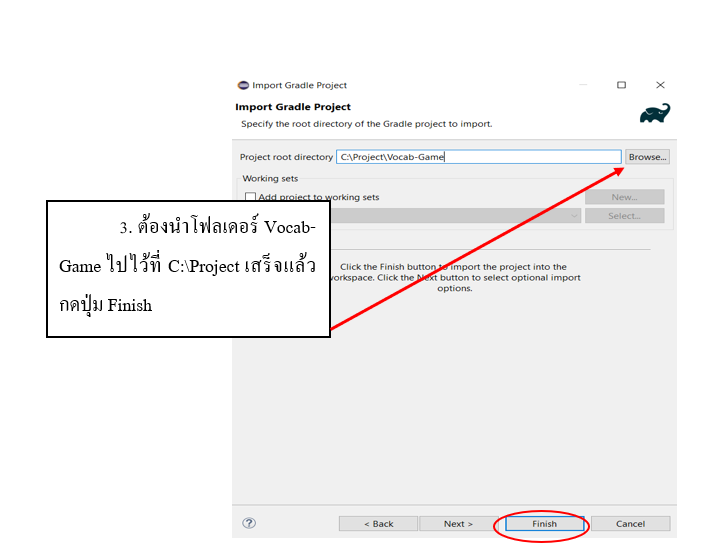 Import Gradle Project
Import Gradle Project
Specify the root directory of the Gradle project to import.
Project root directory C:\Project\Vocab-Game Browse...
Working sets
Add project to working sets New...
Select...
3. ต้องนำโฟลเดอร์ Vocab-
Game ไปไว้ที่ C:\Project เสร็จแล้ว
กดปุ่ม Finish
Click the Finish button to import the project into the
workspace. Click the Next button to select optional import
options.
? < Back Next > Finish Cancel